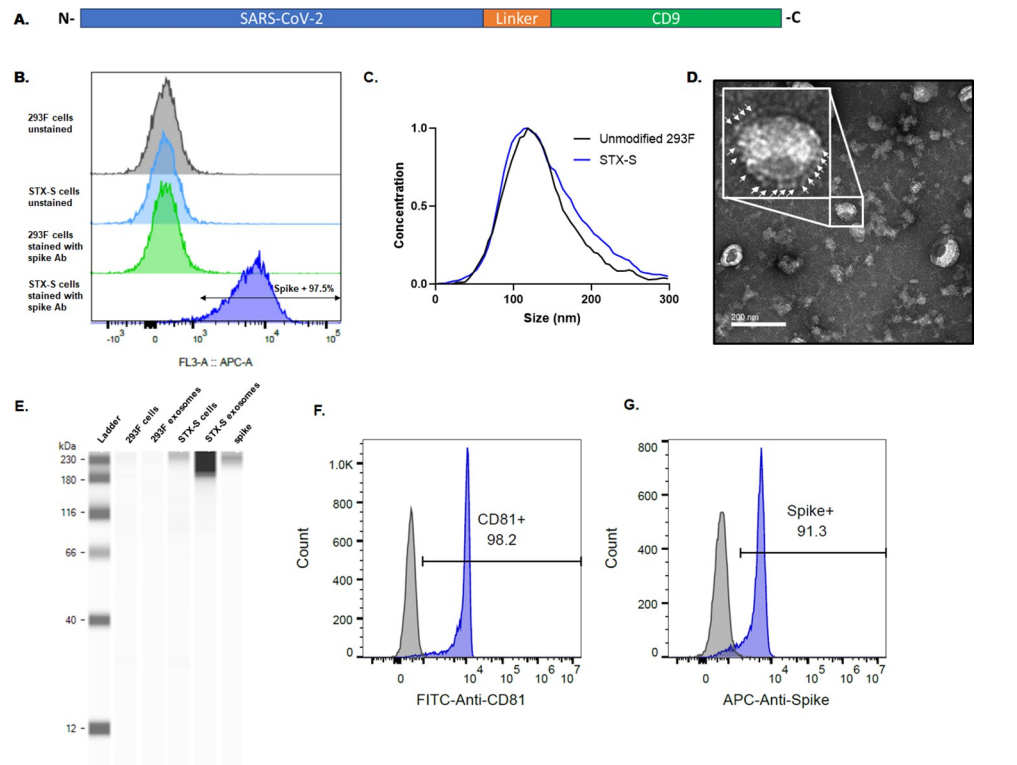 A.
N-
SARS-CoV-2
Linker
CD9
-C
B.
293F cells
unstained
STX-S cells
unstained
293F cells
stained with
spike Ab
STX-S cells
stained with
spike Ab
Spike + 97.5%
-10³ 0 10³ 10⁴ 10⁵
FL3-A :: APC-A
C.
Concentration
1.0
0.5
0.0
0 100 200 300
Size (nm)
Unmodified 293F
STX-S
D.
200 nm
E.
Ladder
293F cells
293F exosomes
STX-S cells
STX-S exosomes
spike
kDa
230
180
116
66
40
12
F.
Count
1.0K
800
600
400
200
0
CD81+
98.2
0 10⁴ 10⁵ 10⁶ 10⁷
FITC-Anti-CD81
G.
Count
800
600
400
200
0
Spike+
91.3
0 10⁴ 10⁵ 10⁶ 10⁷
APC-Anti-Spike